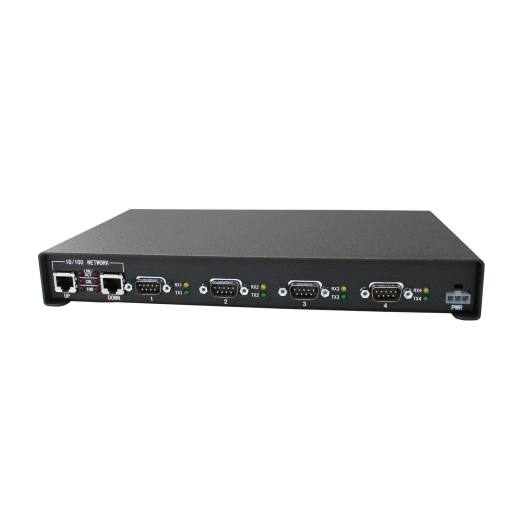 10/100 NETWORK
LNK/
ACT
COL
100
UP
DOWN
1
RX1
TX1
2
RX2
TX2
3
RX3
TX3
4
RX4
TX4
PWR